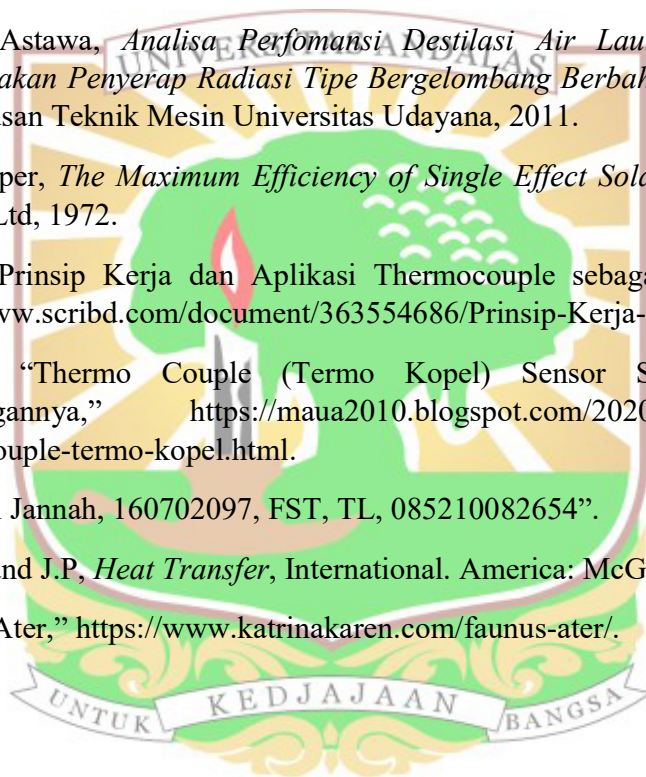 Astawa, Analisa Perfomansi Destilasi Air Lau
UNIVERSITAS ANDALAS
akan Penyerap Radiasi Tipe Bergelombang Berbah
san Teknik Mesin Universitas Udayana, 2011.
per, The Maximum Efficiency of Single Effect Sola
Ltd, 1972.
Prinsip Kerja dan Aplikasi Thermocouple sebaga
ww.scribd.com/document/363554686/Prinsip-Kerja-
“Thermo Couple (Termo Kopel) Sensor S
gannya,” https://maua2010.blogspot.com/2020
ouple-termo-kopel.html.
Jannah, 160702097, FST, TL, 085210082654”.
and J.P, Heat Transfer, International. America: McG
Ater,” https://www.katrinakaren.com/faunus-ater/.
UNTUK KEDJAJAAN BANGSA